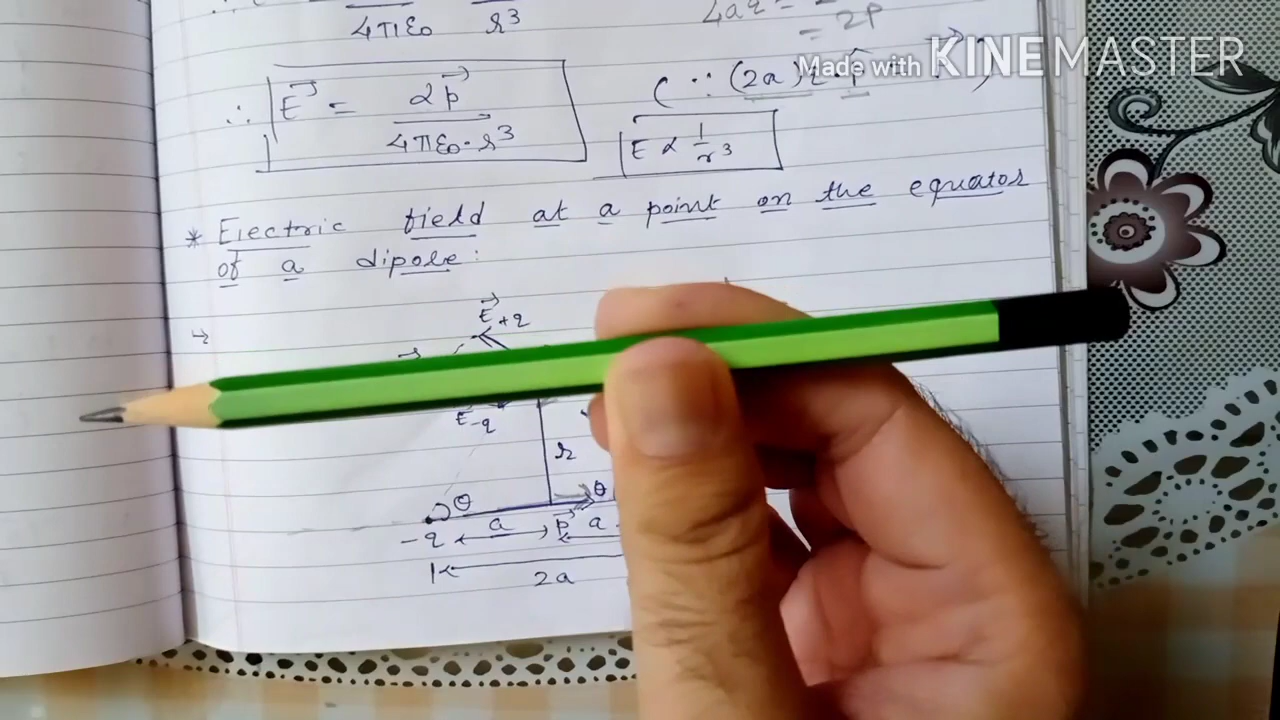 4πε₀ r³
2aq =
= 2p
Made with KINEMASTER
∴ E⃗ = 2p⃗ / 4πε₀·r³
(∵ (2a) q p̂
E ∝ 1/r³
* Electric field at a point on the equator
of a dipole:
→
E⃗+q
E-q
r
θ
θ
a
p⃗
a
-q
2a